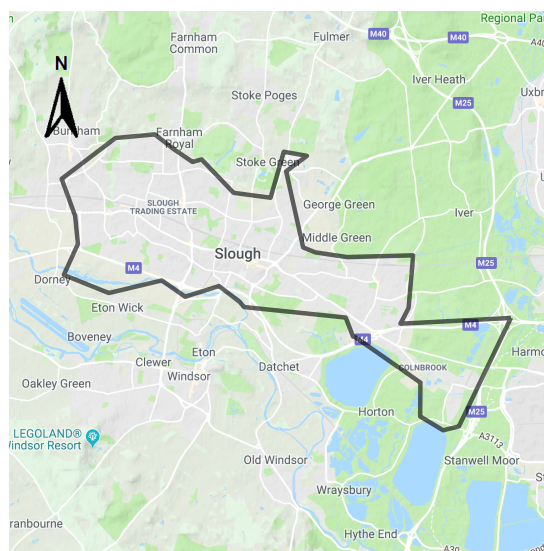 Regional Pa
Farnham
Common
Fulmer
M40
M40
A40
Iver Heath
N
Uxb
Stoke Poges
M25
Burnham
Farnham
Royal
Stoke Green
SLOUGH
TRADING ESTATE
George Green
Iver
Middle Green
Slough
M4
M25
Dorney
Eton Wick
M4
Boveney
M4
Eton
Harmo
Clewer
Datchet
COLNBROOK
Windsor
Oakley Green
Horton
M25
LEGOLAND®
Windsor Resort
A3113
Old Windsor
Stanwell Moor
St
Wraysbury
ranbourne
Hythe End
A30